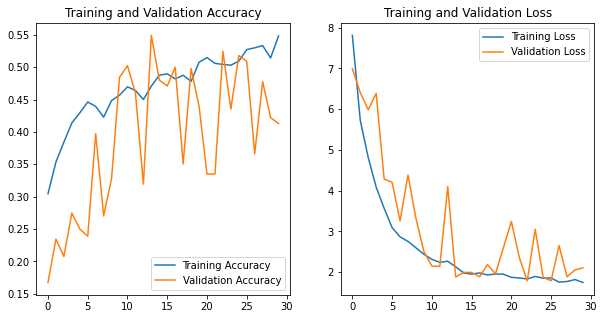 Training and Validation Accuracy
0.55
0.50
0.45
0.40
0.35
0.30
0.25
0.20
0.15
0 5 10 15 20 25 30
Training Accuracy
Validation Accuracy
Training and Validation Loss
8
7
6
5
4
3
2
0 5 10 15 20 25 30
Training Loss
Validation Loss